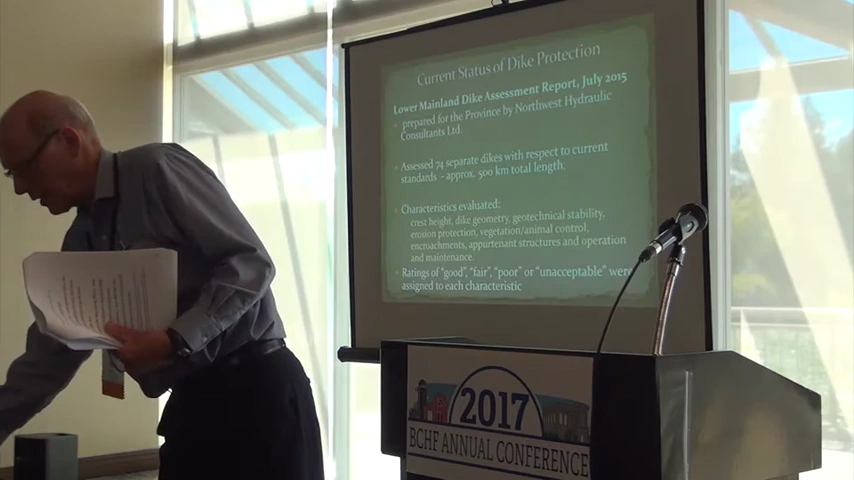 Current Status of Dike Protection
Lower Mainland Dike Assessment Report, July 2015
prepared for the Province by Northwest Hydraulic
Consultants Ltd.
Assessed 74 separate dikes with respect to current
standards - approx. 500 km total length.
Characteristics evaluated:
crest height, dike geometry, geotechnical stability,
erosion protection, vegetation/animal control,
encroachments, appurtenant structures and operation
and maintenance.
Ratings of "good", "fair", "poor" or "unacceptable" were
assigned to each characteristic
2017
BCHF ANNUAL CONFERENCE